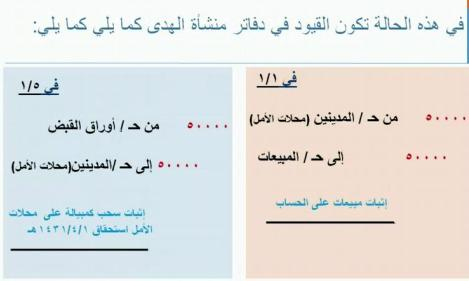 في هذه الحالة تكون القيود في دفاتر منشأة الهدى كما يلي كما يلي:
في ١/١
٥٠٠٠٠ من حـ / المدينين (محلات الأمل)
٥٠٠٠٠ إلى حـ / المبيعات
إثبات مبيعات على الحساب
في ١/٥
٥٠٠٠٠ من حـ / أوراق القبض
٥٠٠٠٠ إلى حـ /المدينين(محلات الأمل)
إثبات سحب كمبيالة على محلات
الأمل استحقاق ١٤٣١/٤/١هـ